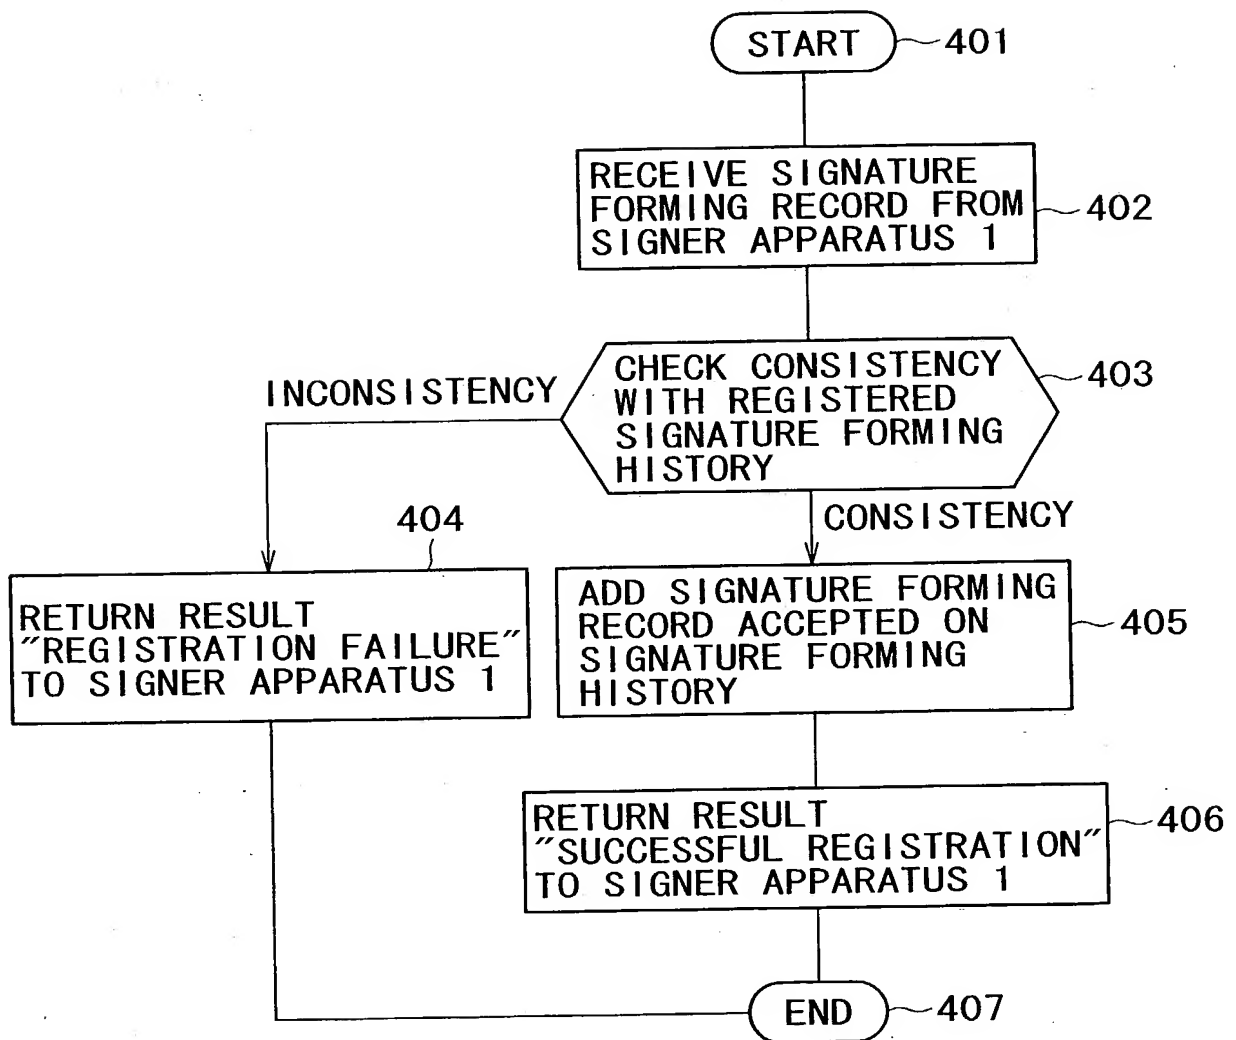 START
401
RECEIVE SIGNATURE
FORMING RECORD FROM
SIGNER APPARATUS 1
402
CHECK CONSISTENCY
WITH REGISTERED
SIGNATURE FORMING
HISTORY
403
INCONSISTENCY
CONSISTENCY
404
RETURN RESULT
"REGISTRATION FAILURE"
TO SIGNER APPARATUS 1
ADD SIGNATURE FORMING
RECORD ACCEPTED ON
SIGNATURE FORMING
HISTORY
405
RETURN RESULT
"SUCCESSFUL REGISTRATION"
TO SIGNER APPARATUS 1
406
END
407